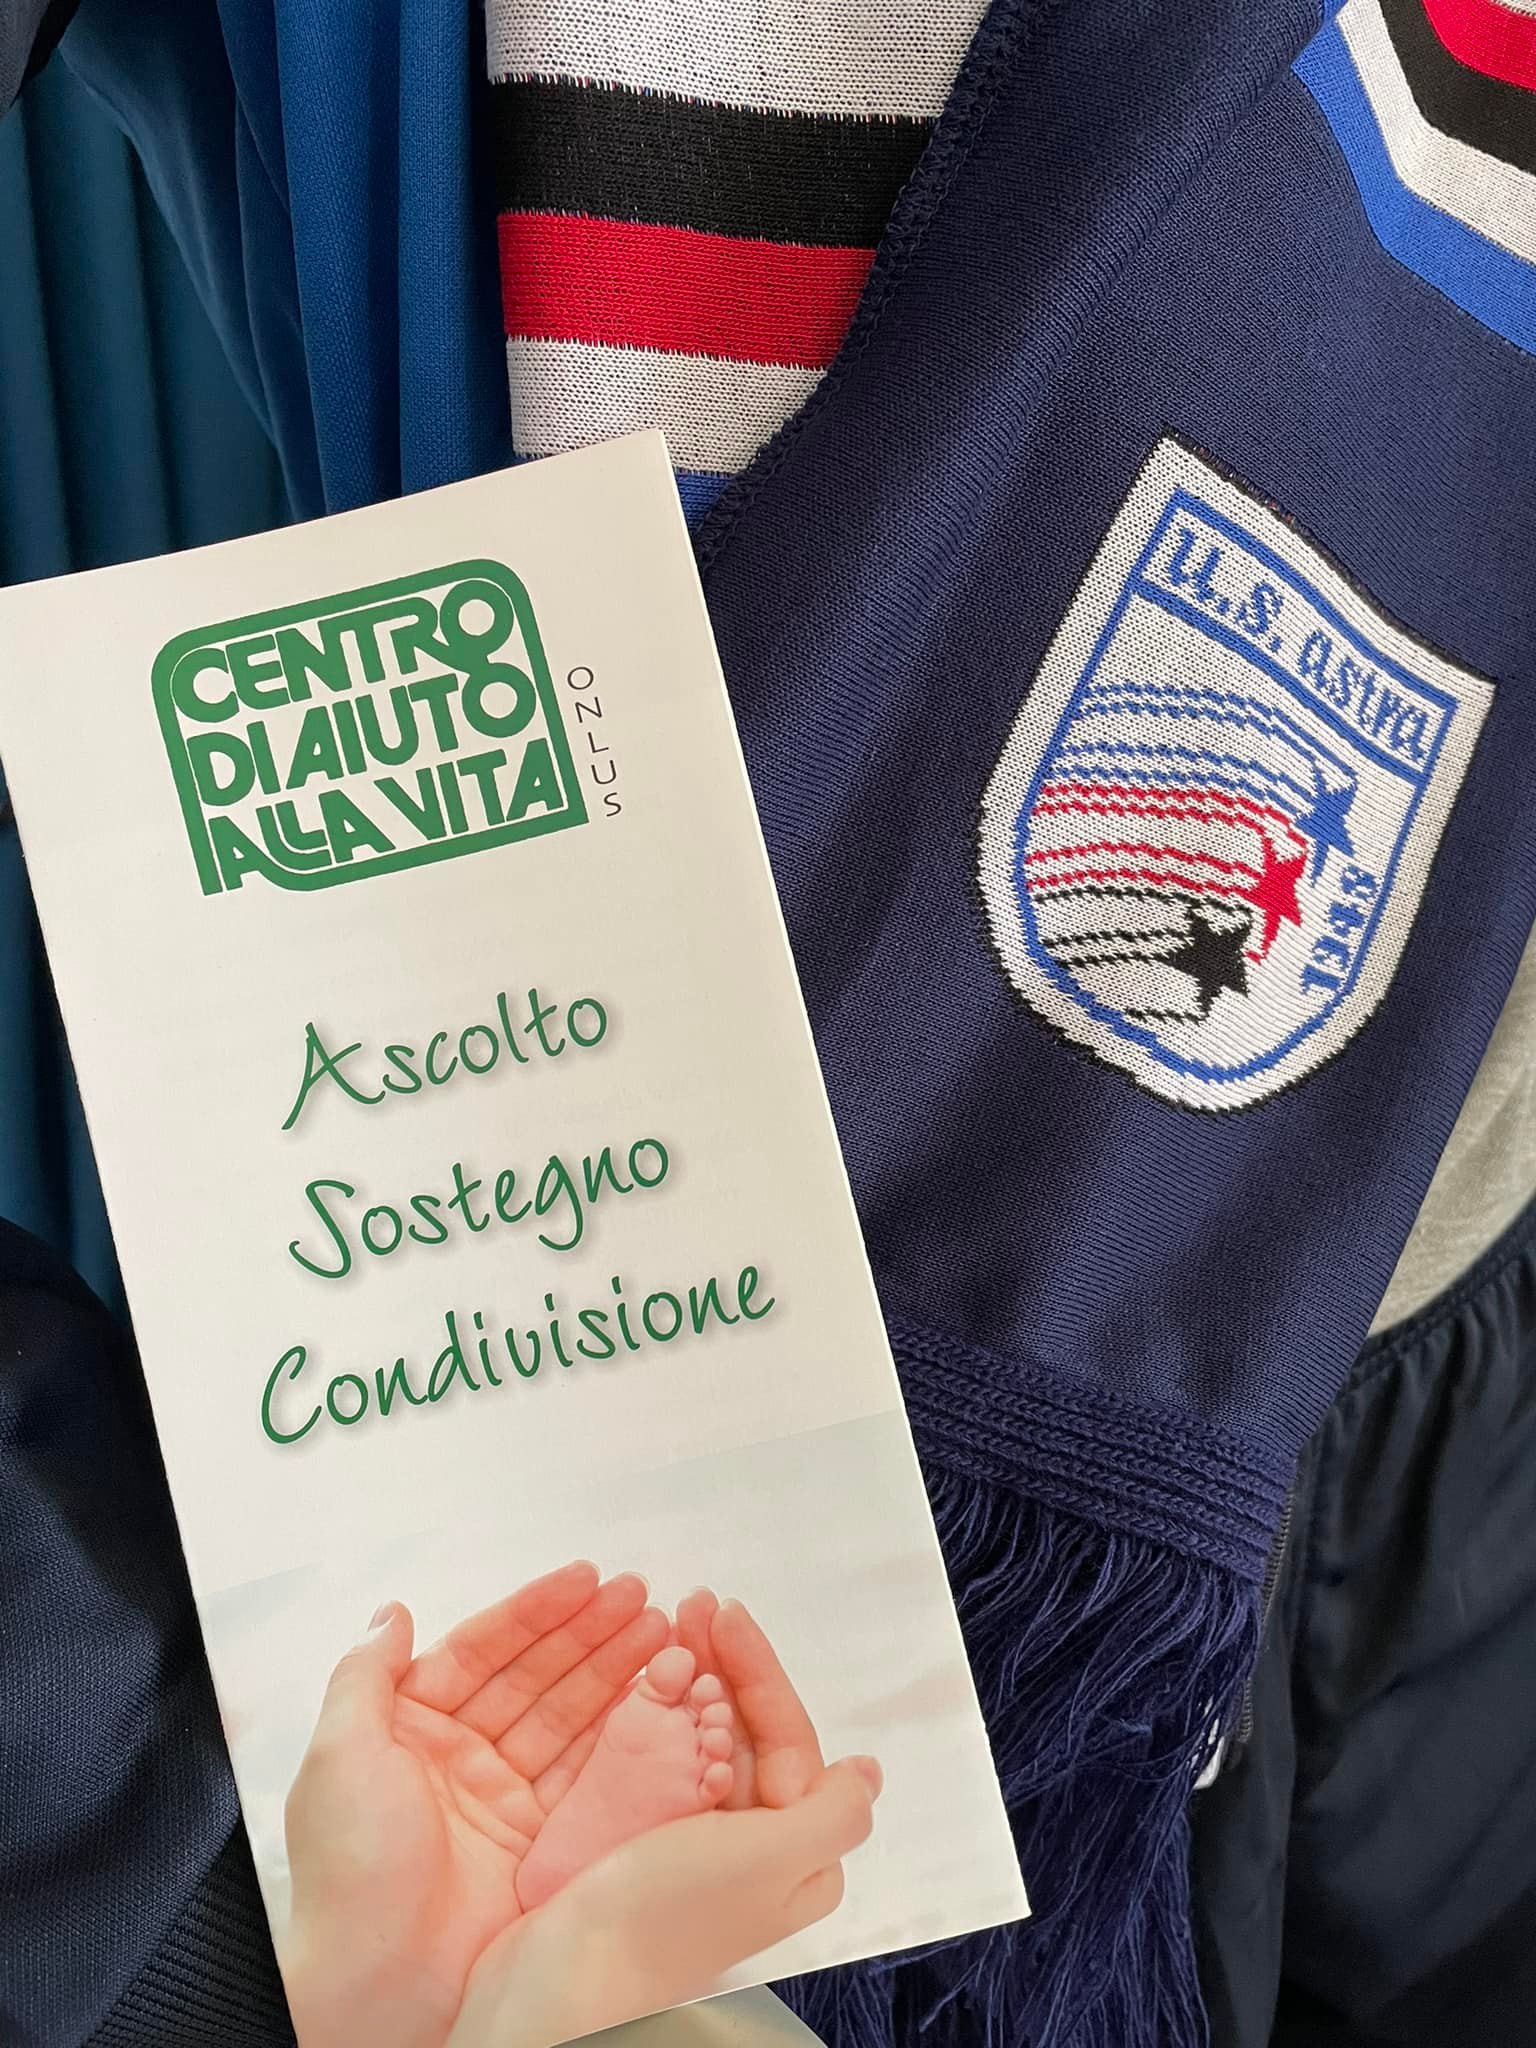 CENTRO
DI AIUTO
ALLA VITA
ONLUS
Ascolto
Sostegno
Condivisione
U.S. astra
1948